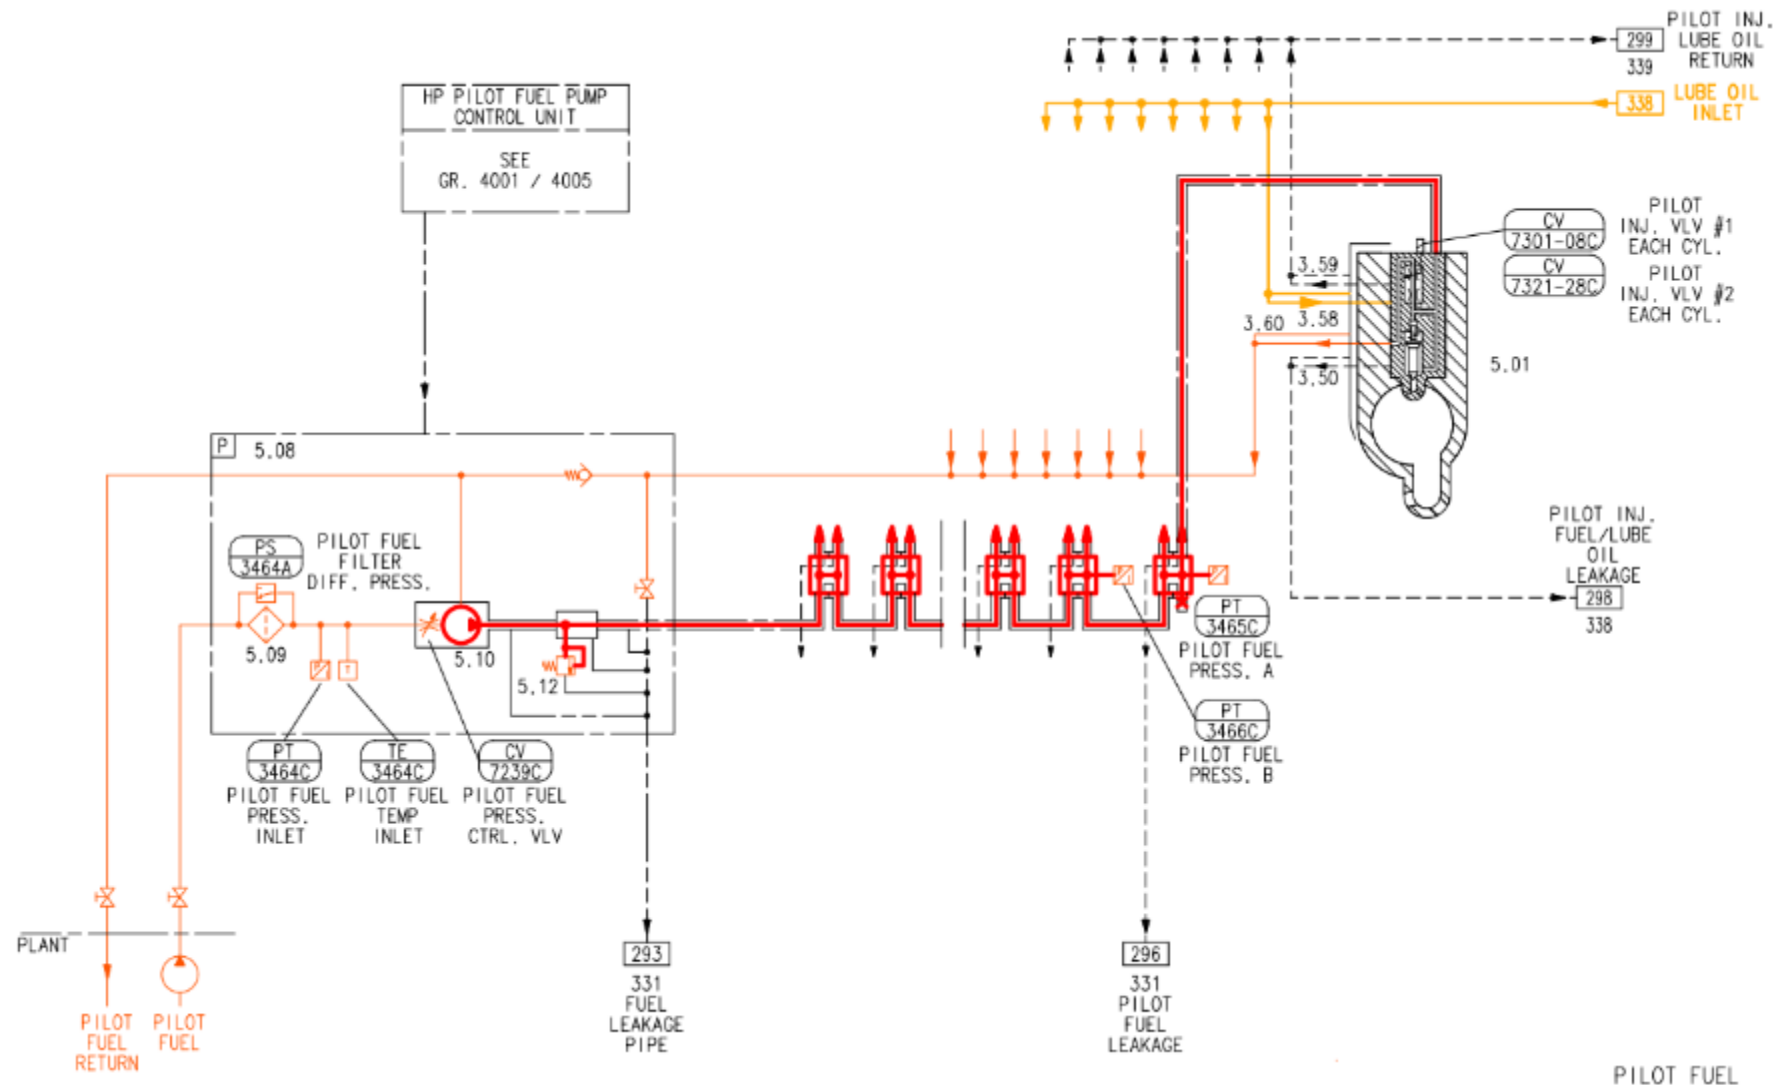 PILOT INJ.
LUBE OIL
RETURN
299
339
338
LUBE OIL
INLET
HP PILOT FUEL PUMP
CONTROL UNIT
SEE
GR. 4001 / 4005
CV
7301-08C
PILOT
INJ. VLV #1
EACH CYL.
CV
7321-28C
PILOT
INJ. VLV #2
EACH CYL.
3.59
3.60
3.58
3.50
5.01
P
5.08
PS
3464A
PILOT FUEL
FILTER
DIFF. PRESS.
5.09
5.10
5.12
T
PT
3464C
PILOT FUEL
PRESS.
INLET
TE
3464C
PILOT FUEL
TEMP
INLET
CV
7239C
PILOT FUEL
PRESS.
CTRL. VLV
PILOT INJ.
FUEL/LUBE
OIL
LEAKAGE
298
338
PT
3465C
PILOT FUEL
PRESS. A
PT
3466C
PILOT FUEL
PRESS. B
PLANT
PILOT
FUEL
RETURN
PILOT
FUEL
293
331
FUEL
LEAKAGE
PIPE
296
331
PILOT
FUEL
LEAKAGE
PILOT FUEL